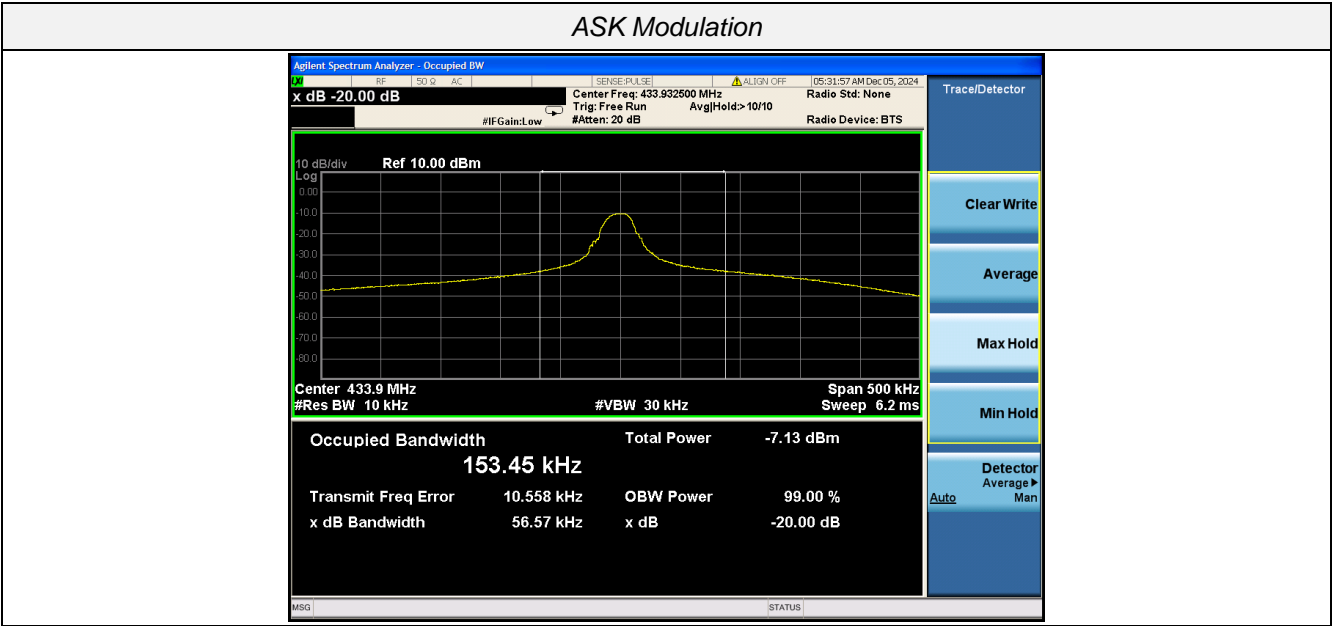 ASK Modulation
Agilent Spectrum Analyzer - Occupied BW
LXI RF 50 Ω AC SENSE:PULSE ALIGN OFF 05:31:57 AM Dec 05, 2024
x dB -20.00 dB
Center Freq: 433.932500 MHz
Radio Std: None
Trig: Free Run Avg|Hold:>10/10
#IFGain:Low #Atten: 20 dB
Radio Device: BTS
Trace/Detector
10 dB/div Ref 10.00 dBm
Log
0.00
-10.0
-20.0
-30.0
-40.0
-50.0
-60.0
-70.0
-80.0
Center 433.9 MHz Span 500 kHz
#Res BW 10 kHz #VBW 30 kHz Sweep 6.2 ms
Occupied Bandwidth Total Power -7.13 dBm
153.45 kHz
Transmit Freq Error 10.558 kHz OBW Power 99.00 %
x dB Bandwidth 56.57 kHz x dB -20.00 dB
Clear Write
Average
Max Hold
Min Hold
Detector
Average
Auto Man
MSG STATUS